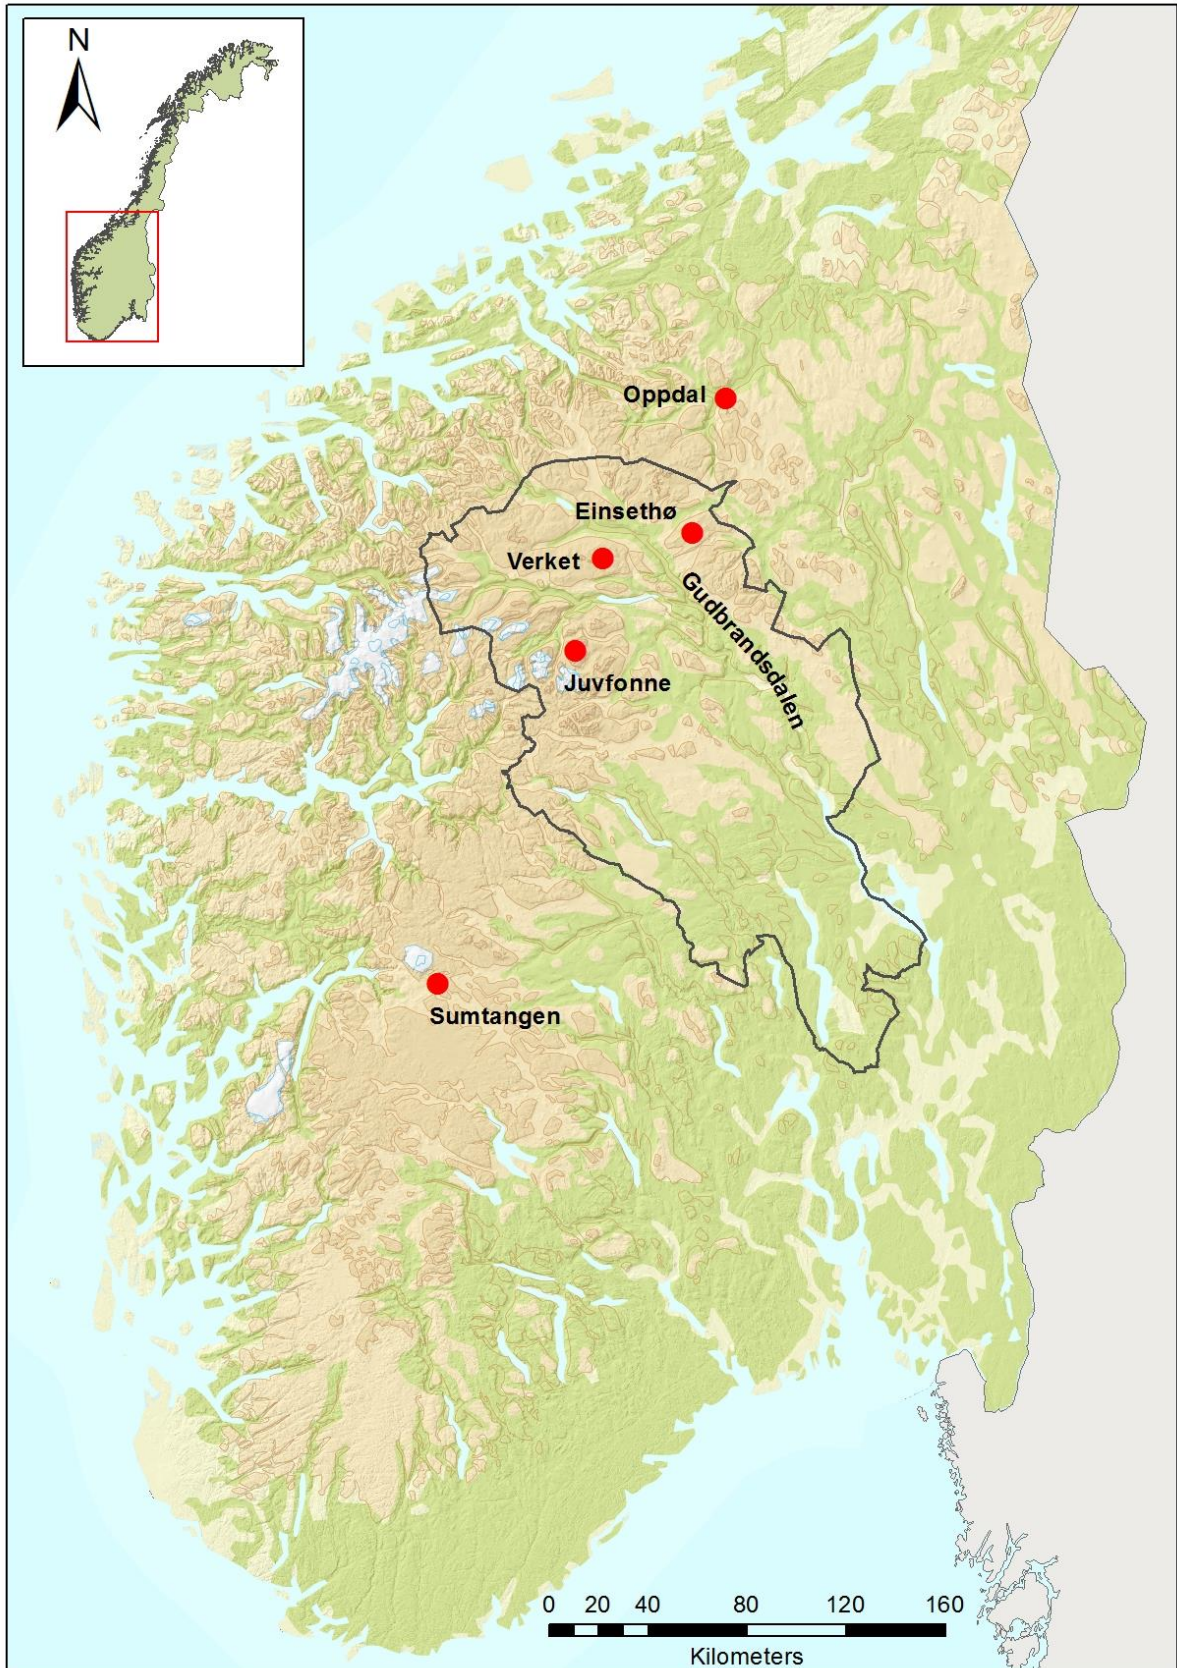 N
Oppdal
Einsethø
Verket
Gudbrandsdalen
Juvfonne
Sumtangen
0 20 40 80 120 160
Kilometers